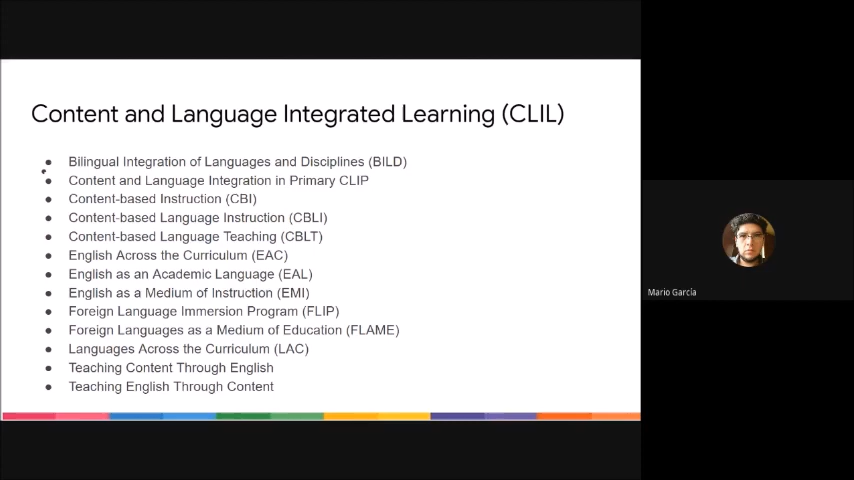 Content and Language Integrated Learning (CLIL)
● Bilingual Integration of Languages and Disciplines (BILD)
● Content and Language Integration in Primary CLIP
● Content-based Instruction (CBI)
● Content-based Language Instruction (CBLI)
● Content-based Language Teaching (CBLT)
● English Across the Curriculum (EAC)
● English as an Academic Language (EAL)
● English as a Medium of Instruction (EMI)
● Foreign Language Immersion Program (FLIP)
● Foreign Languages as a Medium of Education (FLAME)
● Languages Across the Curriculum (LAC)
● Teaching Content Through English
● Teaching English Through Content
Mario García